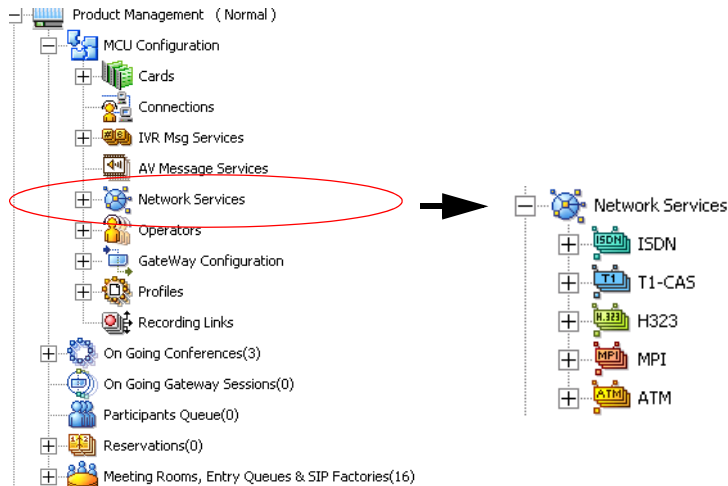 Product Management (Normal)
MCU Configuration
Cards
Connections
IVR Msg Services
AV Message Services
Network Services
Operators
GateWay Configuration
Profiles
Recording Links
On Going Conferences(3)
On Going Gateway Sessions(0)
Participants Queue(0)
Reservations(0)
Meeting Rooms, Entry Queues & SIP Factories(16)
Network Services
ISDN ISDN
T1 T1-CAS
H.323 H323
MPI MPI
ATM ATM